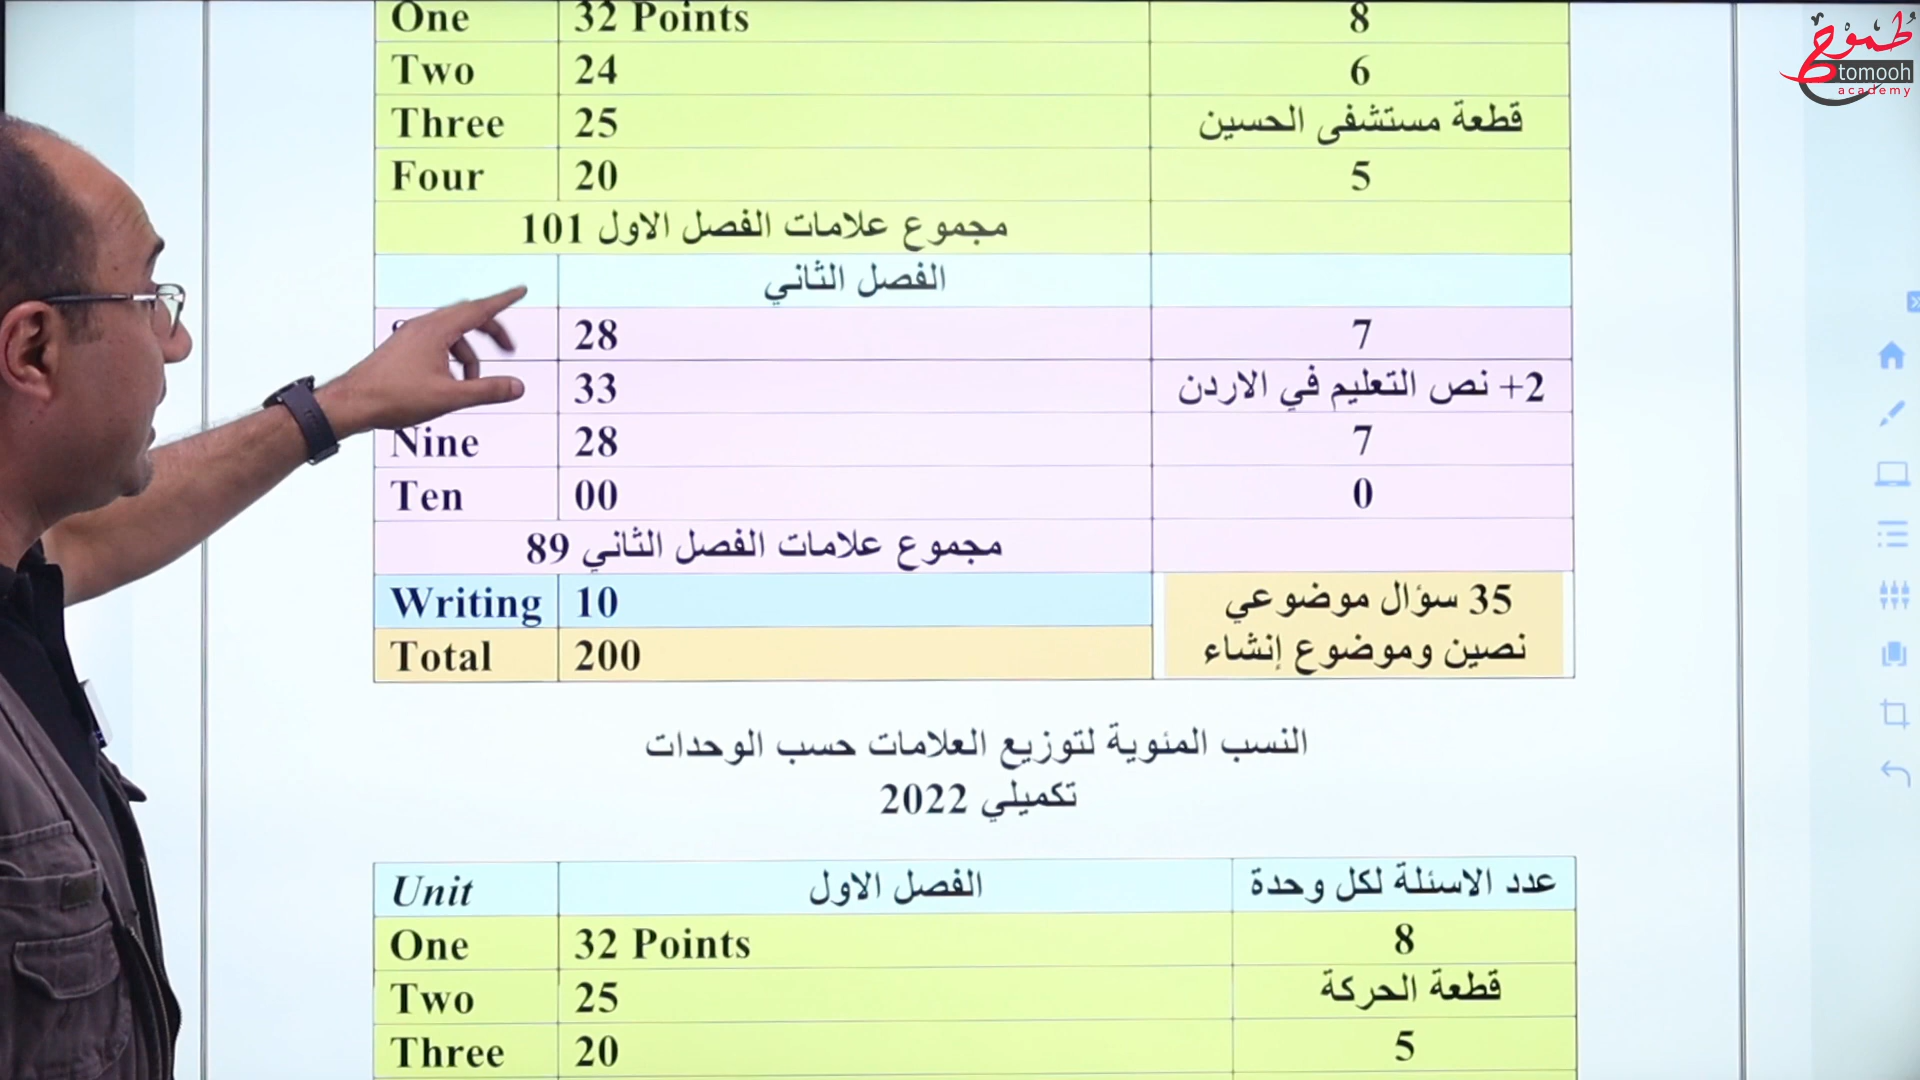 طموح
tomooh
academy
One 32 Points 8
Two 24 6
Three 25 قطعة مستشفى الحسين
Four 20 5
مجموع علامات الفصل الاول 101
الفصل الثاني
28 7
33 2+ نص التعليم في الاردن
Nine 28 7
Ten 00 0
مجموع علامات الفصل الثاني 89
Writing 10
Total 200
35 سؤال موضوعي
نصين وموضوع إنشاء
النسب المئوية لتوزيع العلامات حسب الوحدات
تكميلي 2022
Unit الفصل الاول عدد الاسئلة لكل وحدة
One 32 Points 8
Two 25 قطعة الحركة
Three 20 5